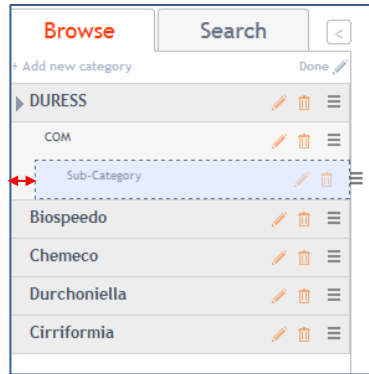 Browse Search <
+ Add new category Done
DURESS
COM
Sub-Category
Biospeedo
Chemeco
Durchoniella
Cirriformia